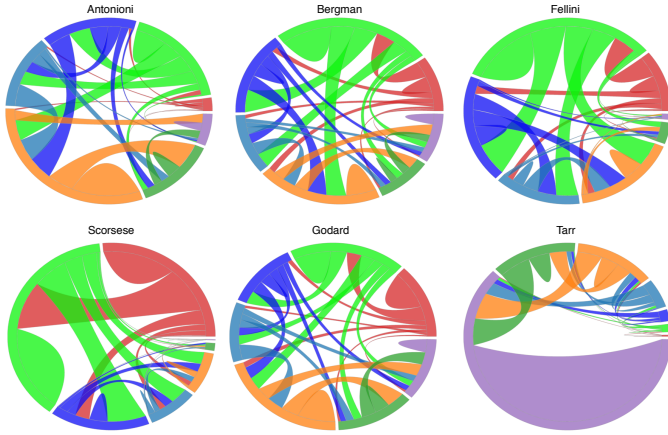 Antonioni
Bergman
Fellini
Scorsese
Godard
Tarr